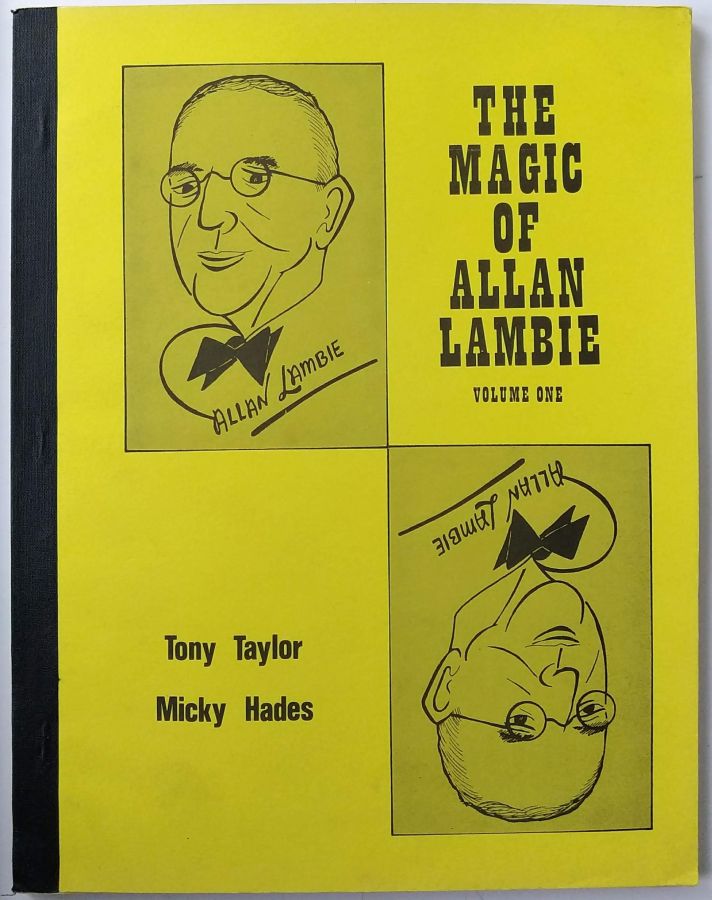 THE
MAGIC
OF
ALLAN
LAMBIE
VOLUME ONE
ALLAN LAMBIE
ALLAN LAMBIE
Tony Taylor
Micky Hades